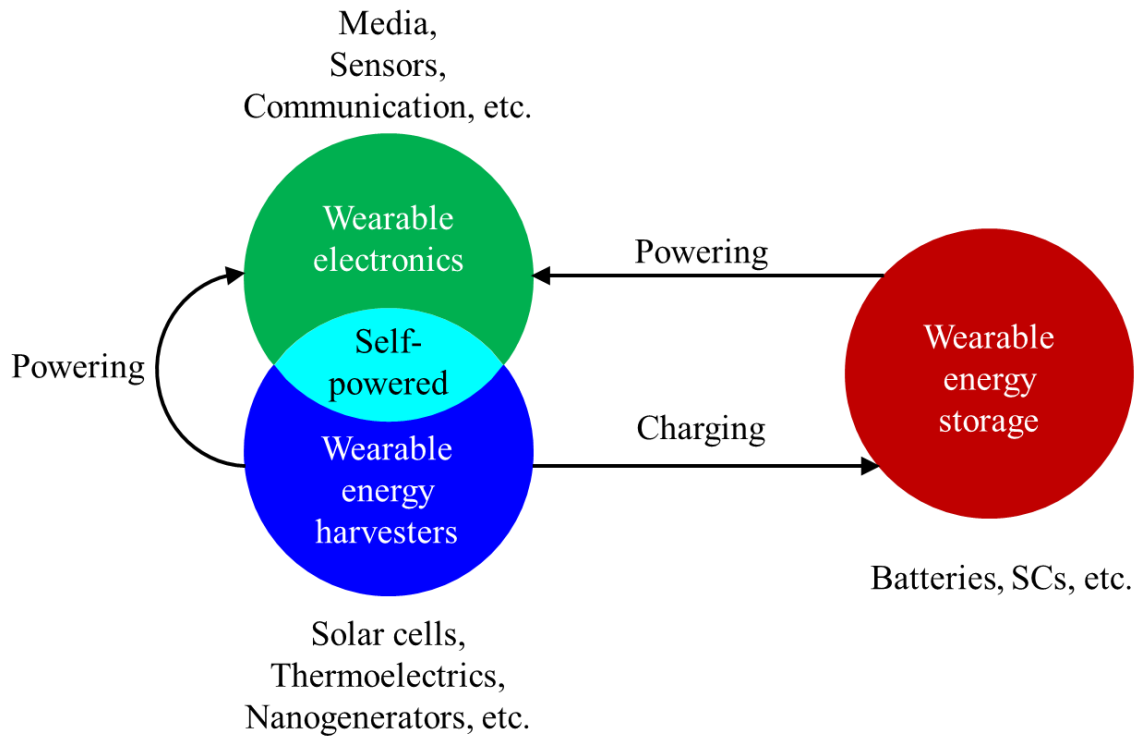 Media,
Sensors,
Communication, etc.
Wearable
electronics
Powering
Self-
powered
Powering
Wearable
energy
storage
Charging
Wearable
energy
harvesters
Batteries, SCs, etc.
Solar cells,
Thermoelectrics,
Nanogenerators, etc.